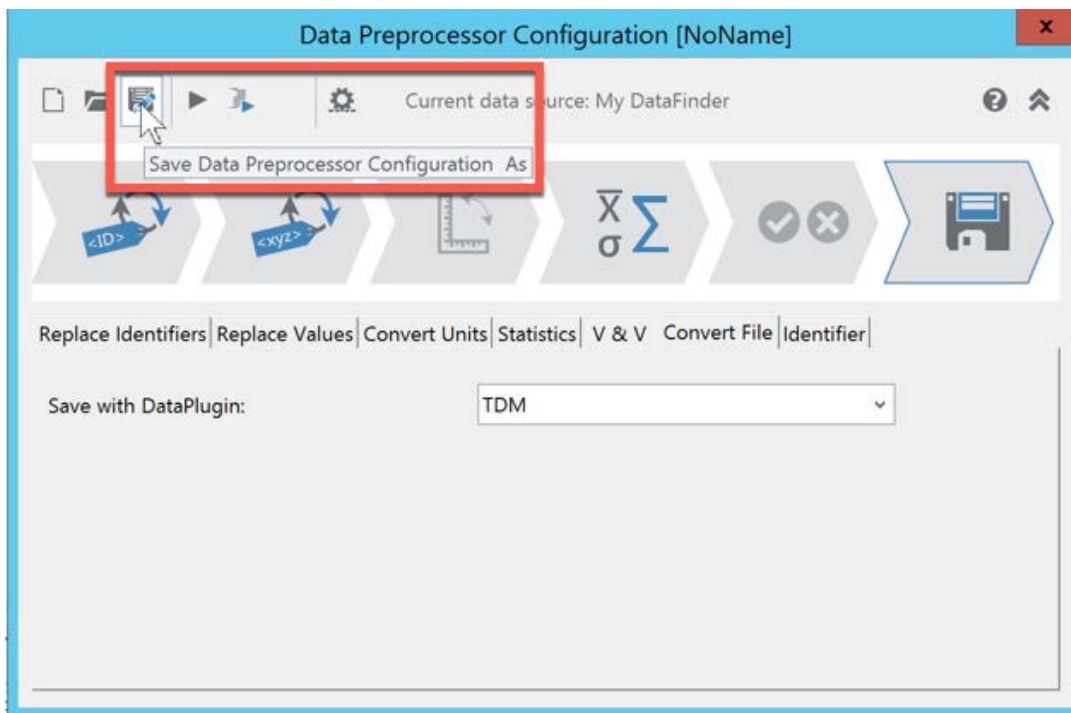 Data Preprocessor Configuration [NoName]
x
Current data source: My DataFinder
?
Save Data Preprocessor Configuration As
<ID>
<xyz>
x̄
σ Σ
Replace Identifiers Replace Values Convert Units Statistics V & V Convert File Identifier
Save with DataPlugin: TDM